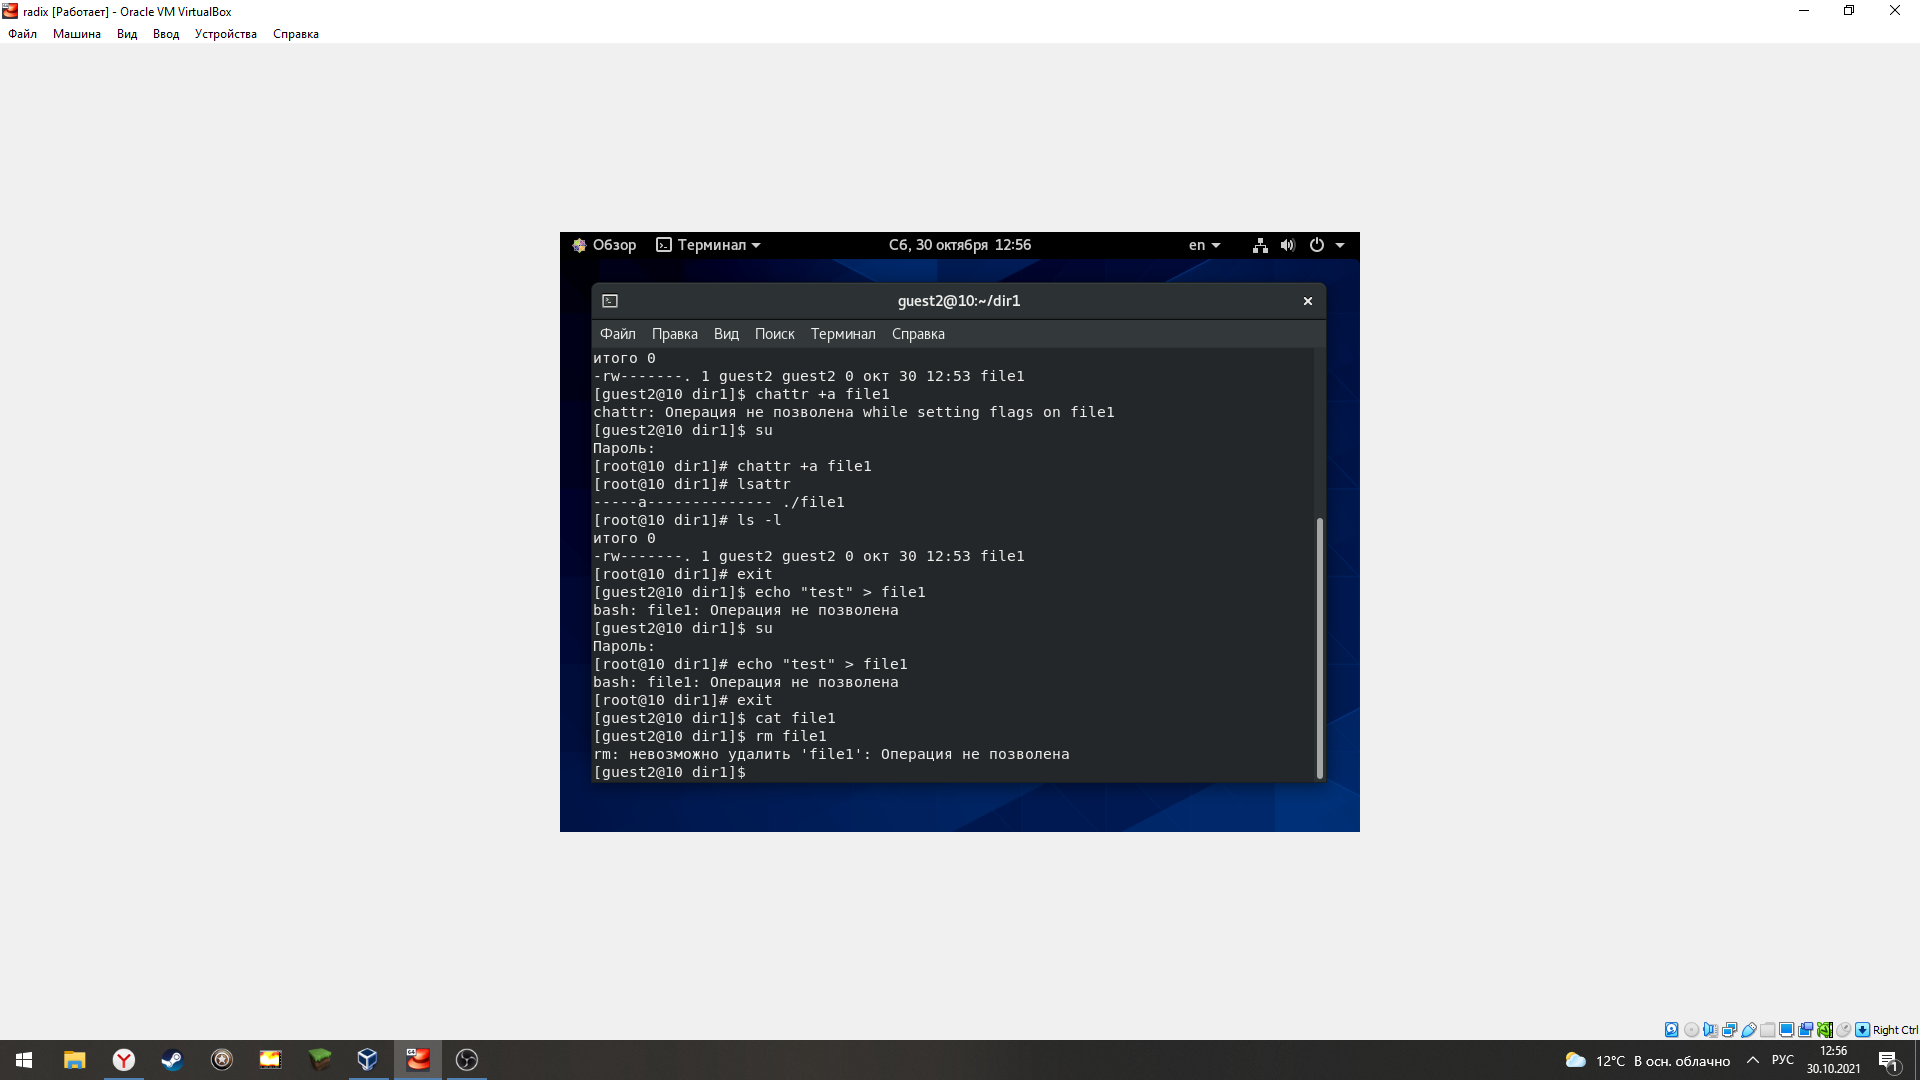 radix [Работает] - Oracle VM VirtualBox
Файл Машина Вид Ввод Устройства Справка
Обзор Терминал Сб, 30 октября 12:56 en
guest2@10:~/dir1
Файл Правка Вид Поиск Терминал Справка
итого 0
-rw-------. 1 guest2 guest2 0 окт 30 12:53 file1
[guest2@10 dir1]$ chattr +a file1
chattr: Операция не позволена while setting flags on file1
[guest2@10 dir1]$ su
Пароль:
[root@10 dir1]# chattr +a file1
[root@10 dir1]# lsattr
-----a-------------- ./file1
[root@10 dir1]# ls -l
итого 0
-rw-------. 1 guest2 guest2 0 окт 30 12:53 file1
[root@10 dir1]# exit
[guest2@10 dir1]$ echo "test" > file1
bash: file1: Операция не позволена
[guest2@10 dir1]$ su
Пароль:
[root@10 dir1]# echo "test" > file1
bash: file1: Операция не позволена
[root@10 dir1]# exit
[guest2@10 dir1]$ cat file1
[guest2@10 dir1]$ rm file1
rm: невозможно удалить 'file1': Операция не позволена
[guest2@10 dir1]$
Right Ctrl
12°C В осн. облачно РУС 12:56
30.10.2021
1